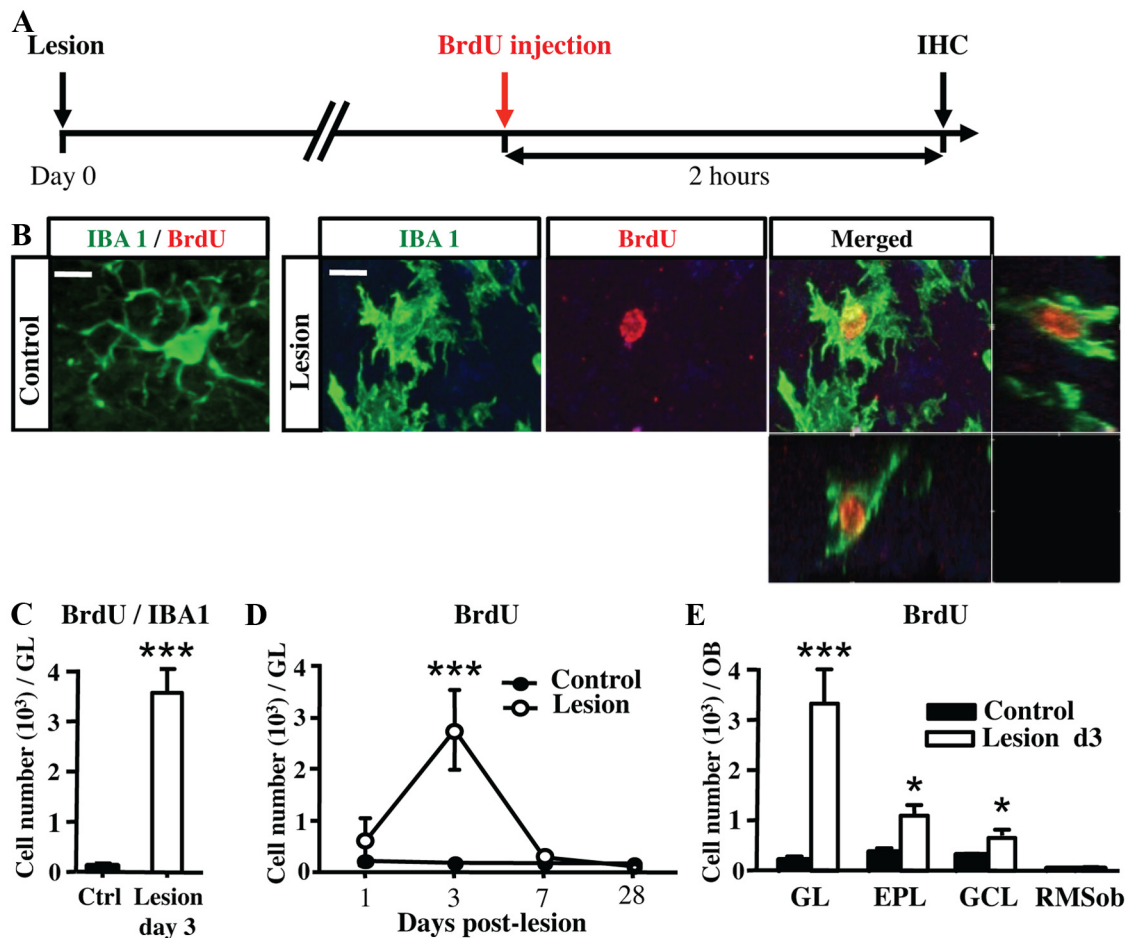 A
Lesion
BrdU injection
IHC
Day 0
2 hours
B
IBA 1 / BrdU
IBA 1
BrdU
Merged
Control
Lesion
C
BrdU / IBA1
Cell number (10³) / GL
4
3
2
1
0
***
Ctrl
Lesion
day 3
D
BrdU
Cell number (10³) / GL
4
3
2
1
0
***
Control
Lesion
1
3
7
28
Days post-lesion
E
BrdU
Cell number (10³) / OB
4
3
2
1
0
***
*
*
Control
Lesion d3
GL
EPL
GCL
RMSob